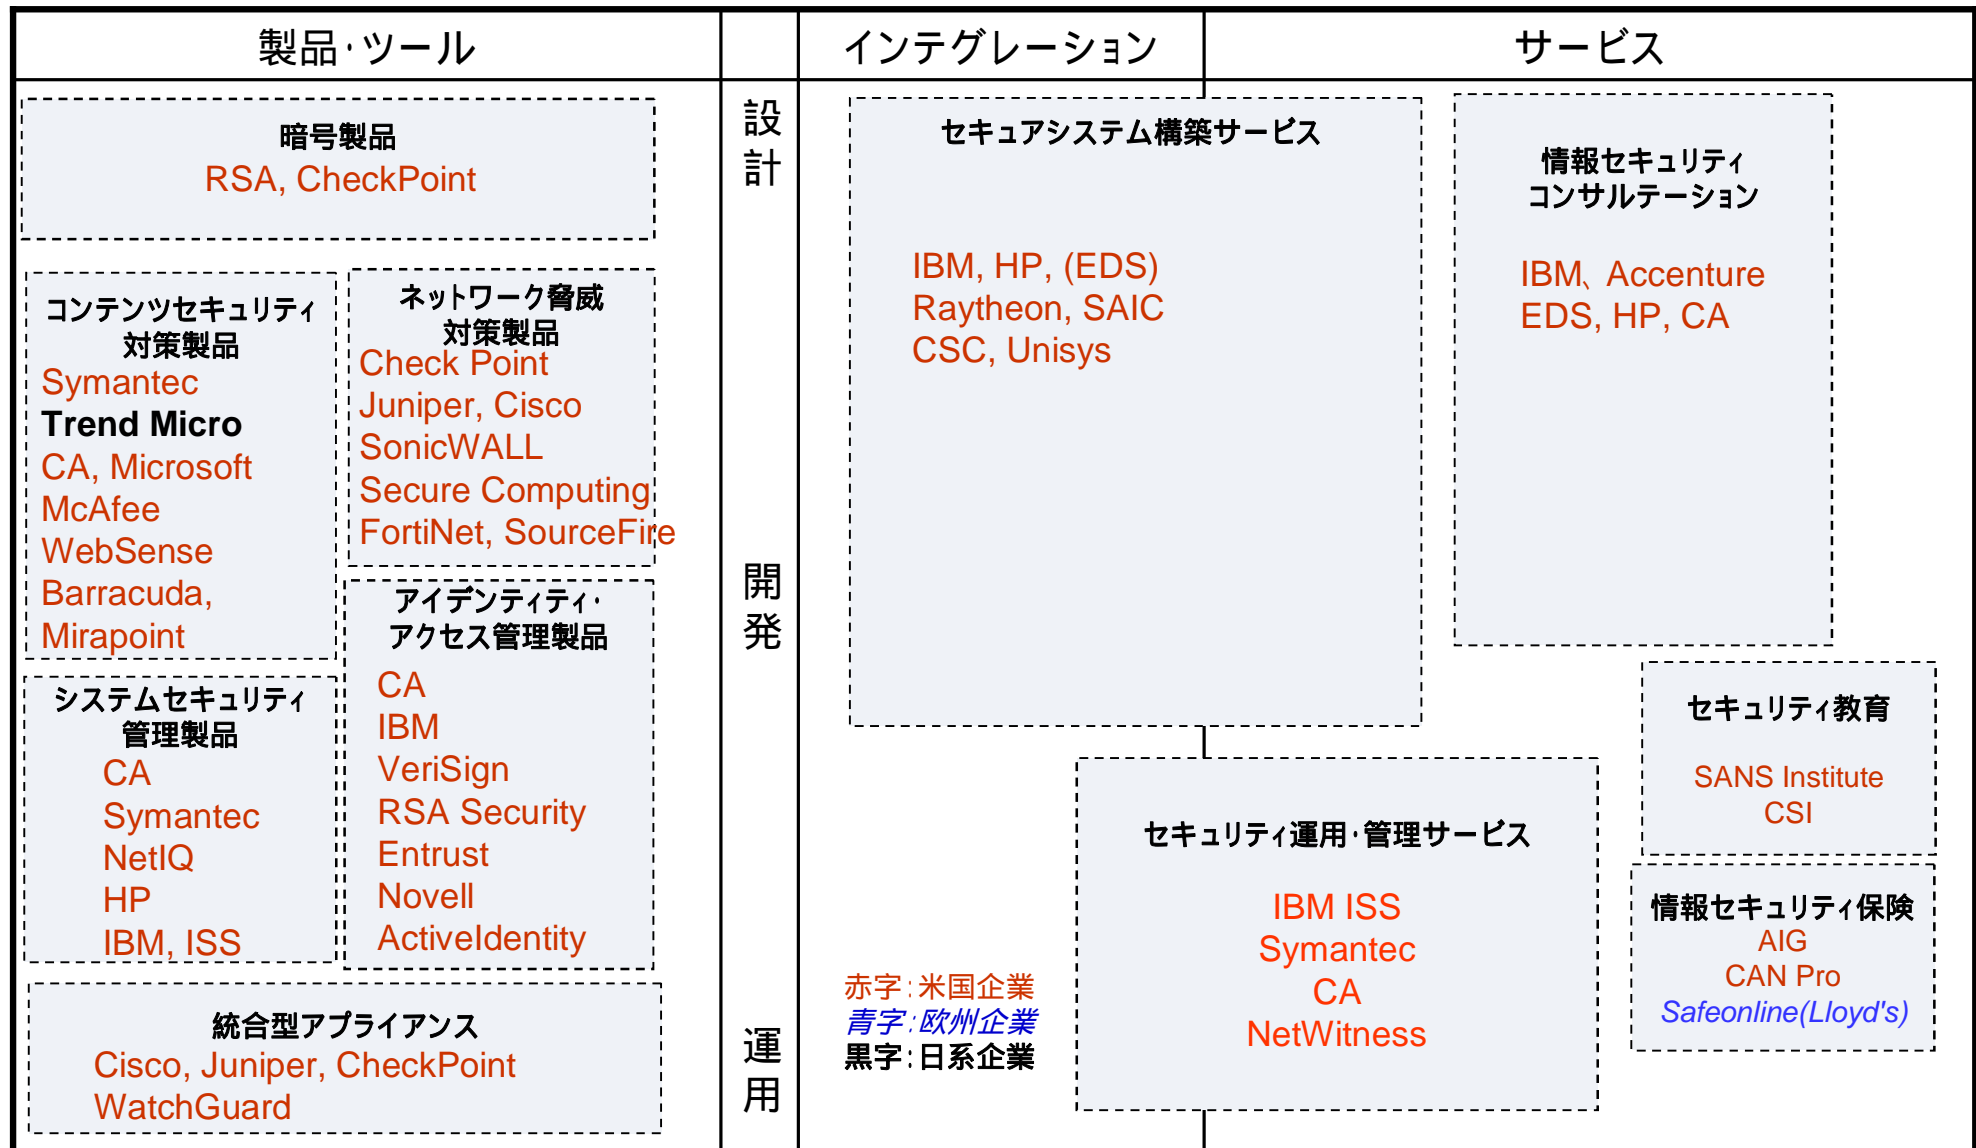 製品・ツール
インテグレーション
サービス
暗号製品
RSA, CheckPoint
コンテンツセキュリティ
対策製品
Symantec
Trend Micro
CA, Microsoft
McAfee
WebSense
Barracuda,
Mirapoint
ネットワーク脅威
対策製品
Check Point
Juniper, Cisco
SonicWALL
Secure Computing
FortiNet, SourceFire
システムセキュリティ
管理製品
CA
Symantec
NetIQ
HP
IBM, ISS
アイデンティティ・
アクセス管理製品
CA
IBM
VeriSign
RSA Security
Entrust
Novell
ActiveIdentity
統合型アプライアンス
Cisco, Juniper, CheckPoint
WatchGuard
設計
開発
運用
セキュアシステム構築サービス
IBM, HP, (EDS)
Raytheon, SAIC
CSC, Unisys
情報セキュリティ
コンサルテーション
IBM、Accenture
EDS, HP, CA
セキュリティ教育
SANS Institute
CSI
セキュリティ運用・管理サービス
IBM ISS
Symantec
CA
NetWitness
情報セキュリティ保険
AIG
CAN Pro
Safeonline(Lloyd's)
赤字:米国企業
青字:欧州企業
黒字:日系企業